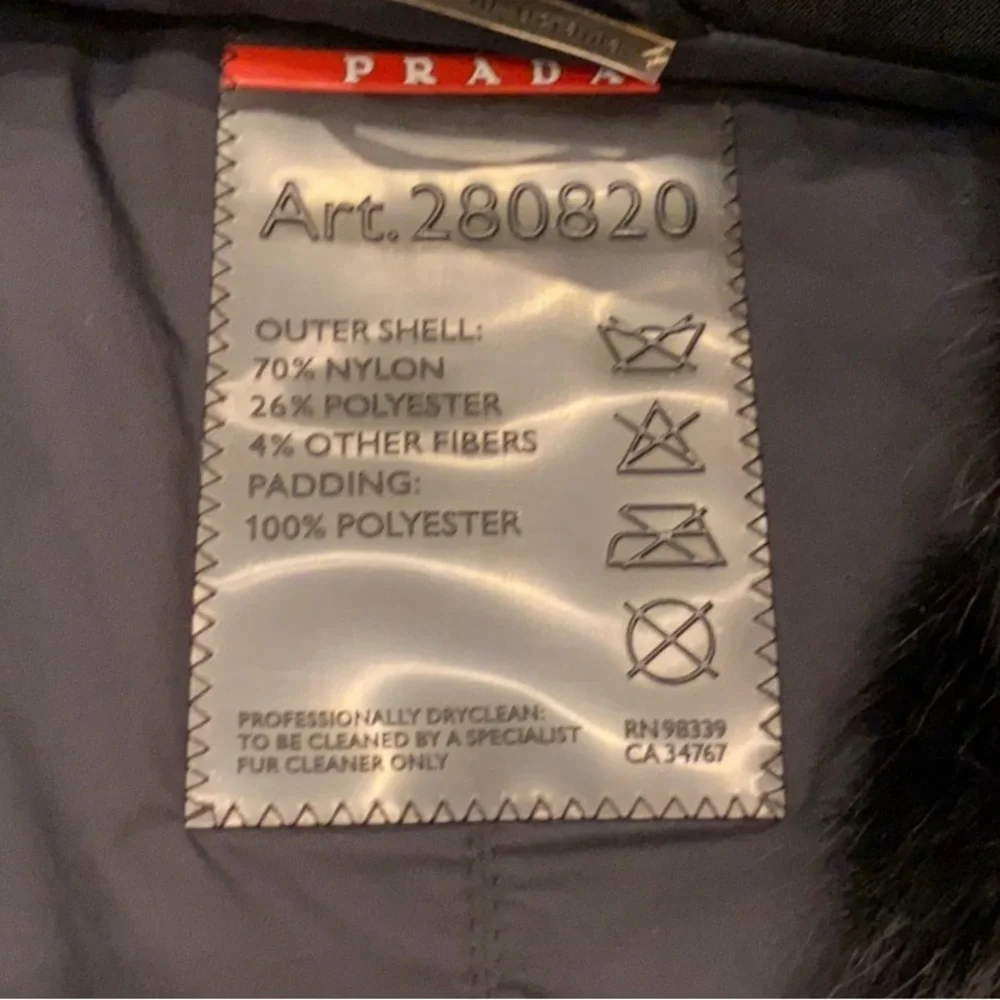 PRADA
Art. 280820
OUTER SHELL:
70% NYLON
26% POLYESTER
4% OTHER FIBERS
PADDING:
100% POLYESTER
PROFESSIONALLY DRYCLEAN:
TO BE CLEANED BY A SPECIALIST
FUR CLEANER ONLY
RN 98339
CA 34767